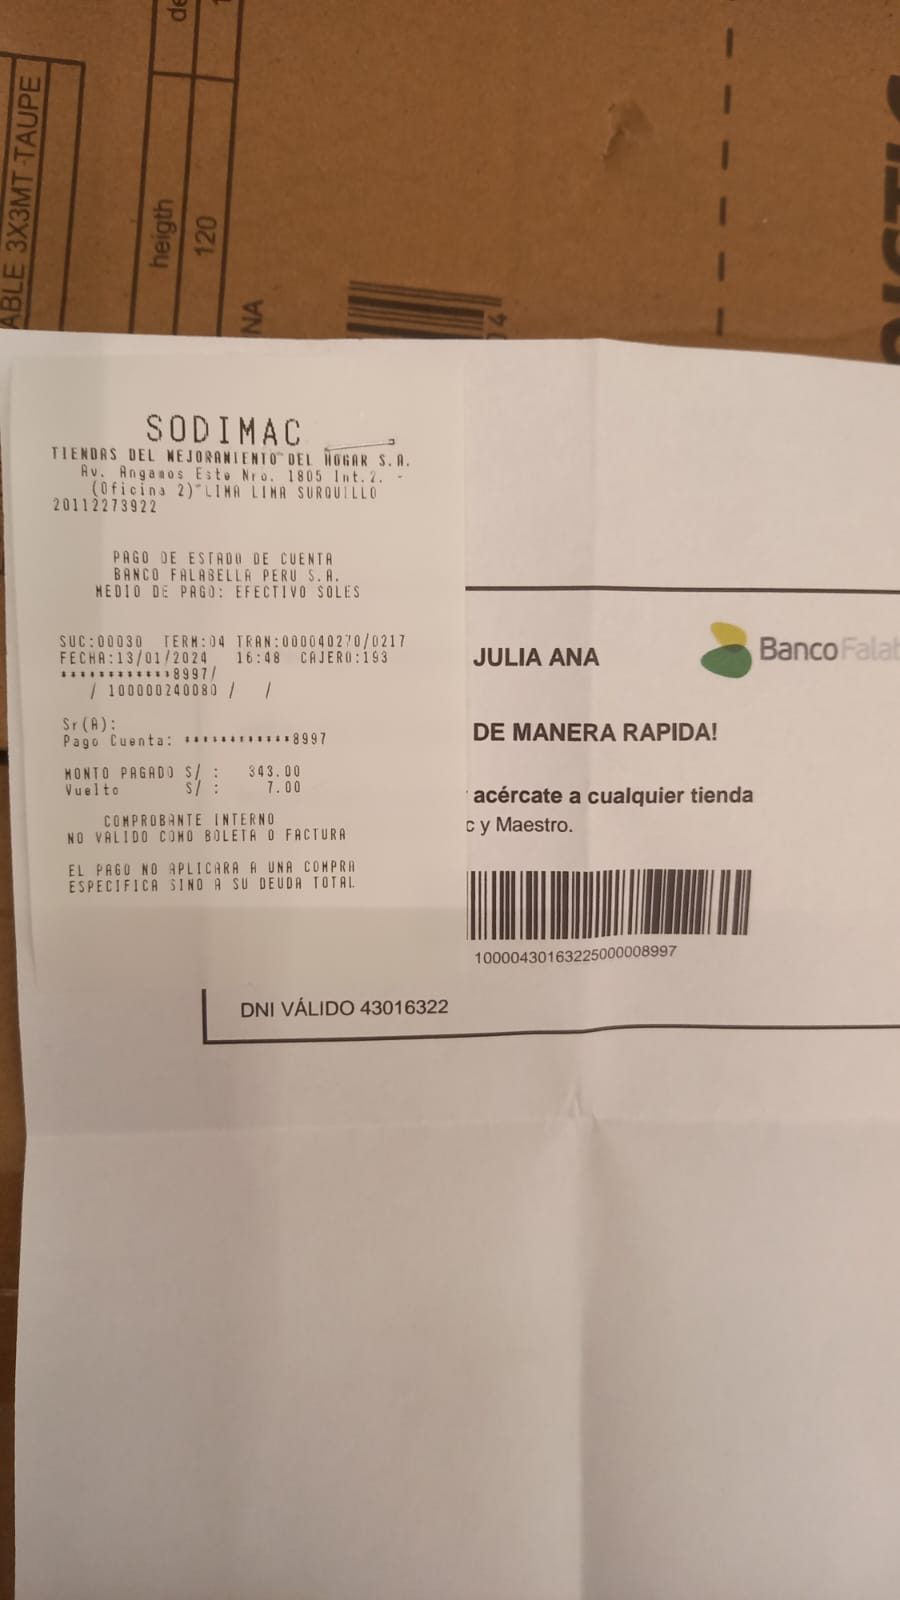 ABLE 3X3MT-TAUPE
heigth
120
de
NA
14
SODIMAC
TIENDAS DEL MEJORAMIENTO DEL HOGAR S.A.
Av. Angamos Este Nro. 1805 Int.2. -
(Oficina 2) LIMA LIMA SURQUILLO
20112273922
PAGO DE ESTADO DE CUENTA
BANCO FALABELLA PERU S.A.
MEDIO DE PAGO: EFECTIVO SOLES
SUC:00030 TERM:04 TRAN:000040270/0217
FECHA:13/01/2024 16:48 CAJERO:193
************8997/
/ 100000240080 / /
Sr(A):
Pago Cuenta: ************8997
MONTO PAGADO S/ : 343.00
Vuelto S/ : 7.00
COMPROBANTE INTERNO
NO VALIDO COMO BOLETA O FACTURA
EL PAGO NO APLICARA A UNA COMPRA
ESPECIFICA SINO A SU DEUDA TOTAL
JULIA ANA
BancoFalab
DE MANERA RAPIDA!
acércate a cualquier tienda
c y Maestro.
10000430163225000008997
DNI VÁLIDO 43016322